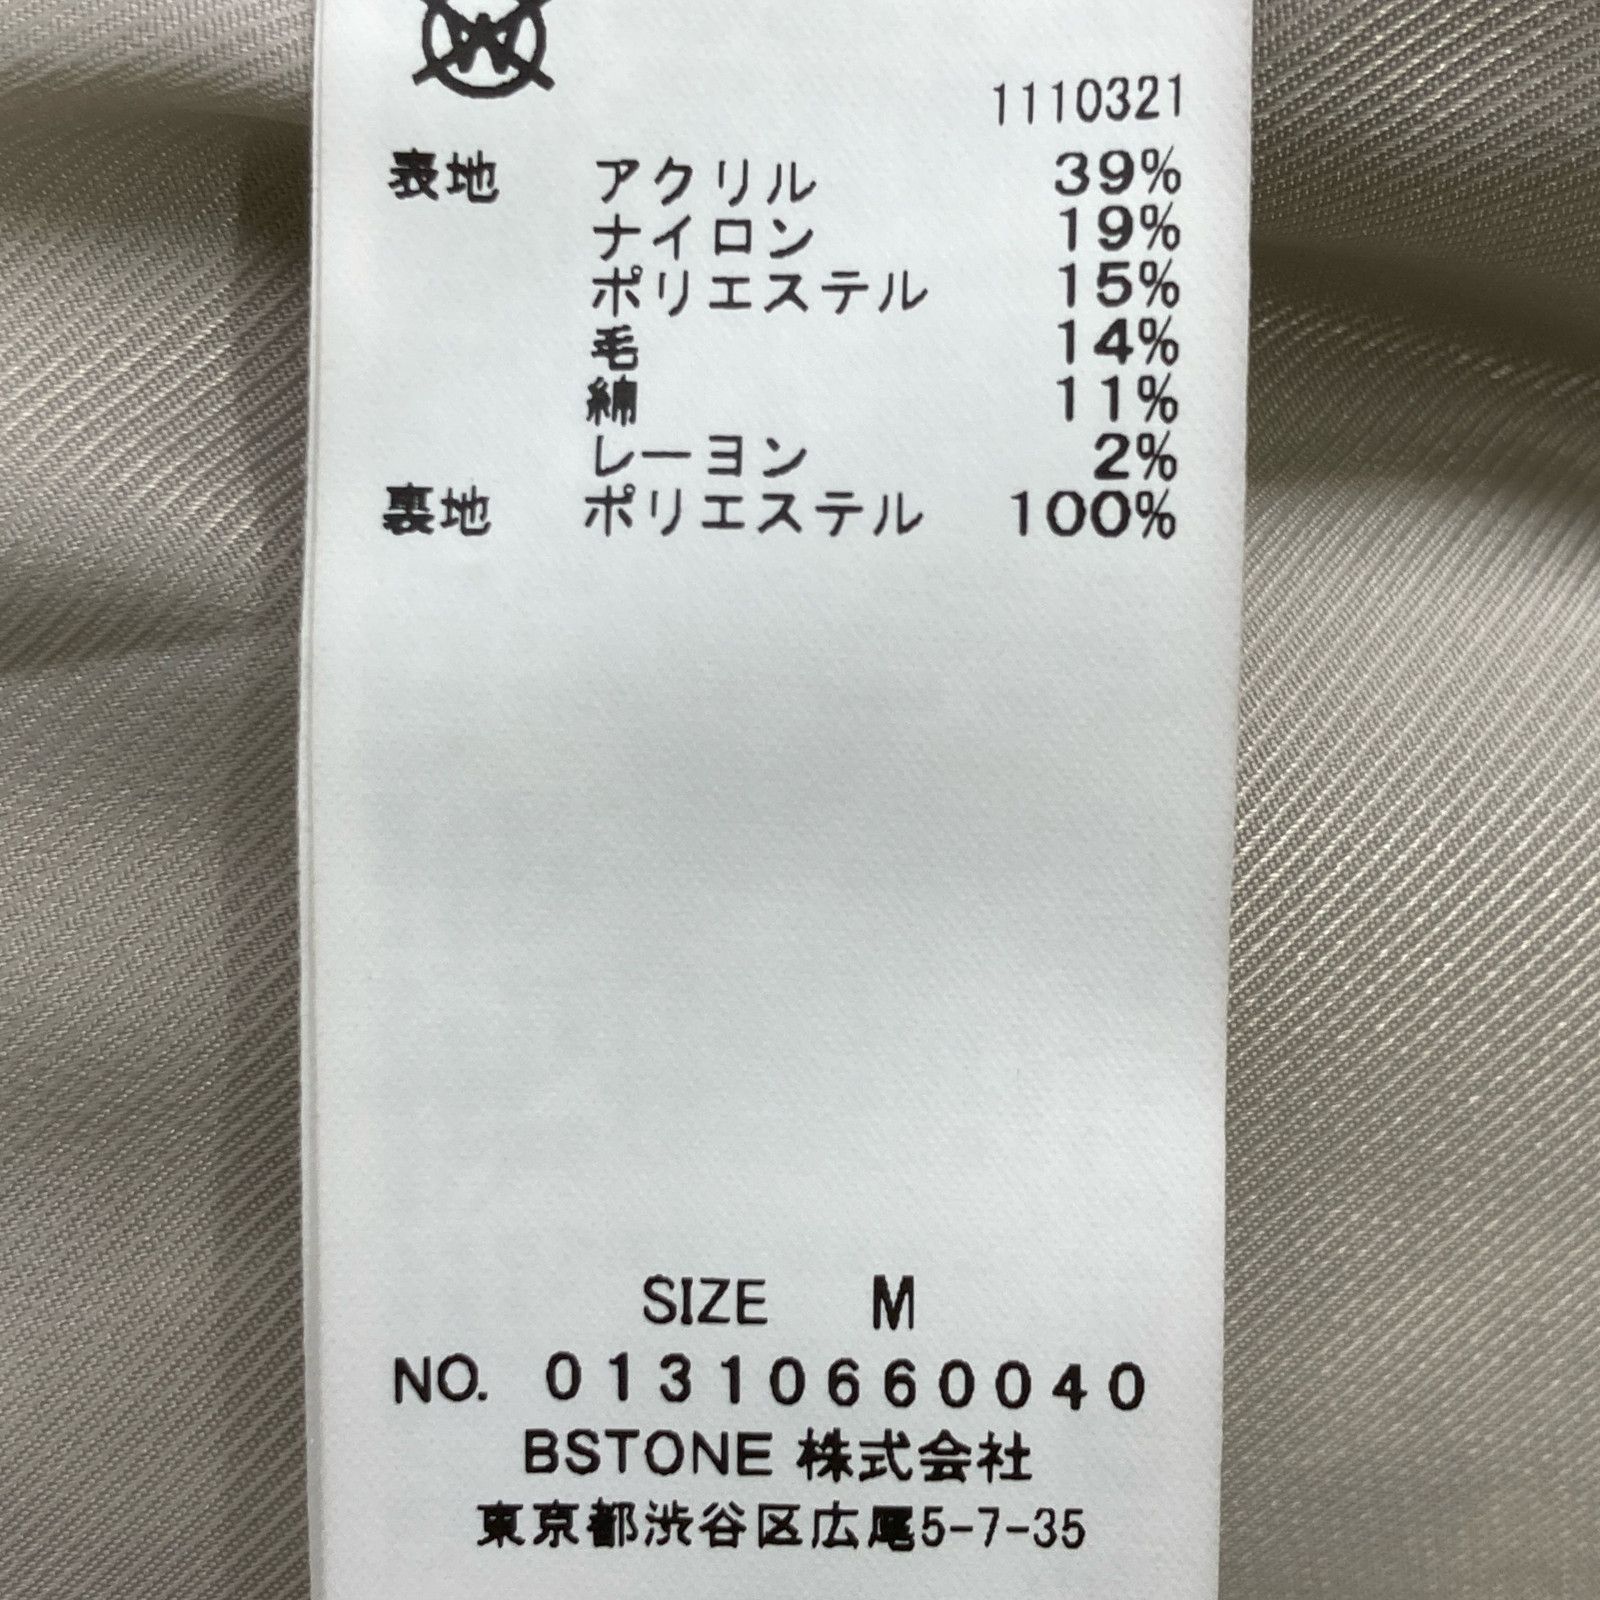 W
1110321
表地 アクリル 39%
ナイロン 19%
ポリエステル 15%
毛 14%
綿 11%
レーヨン 2%
裏地 ポリエステル 100%
SIZE M
NO. 01310660040
BSTONE 株式会社
東京都渋谷区広尾5-7-35